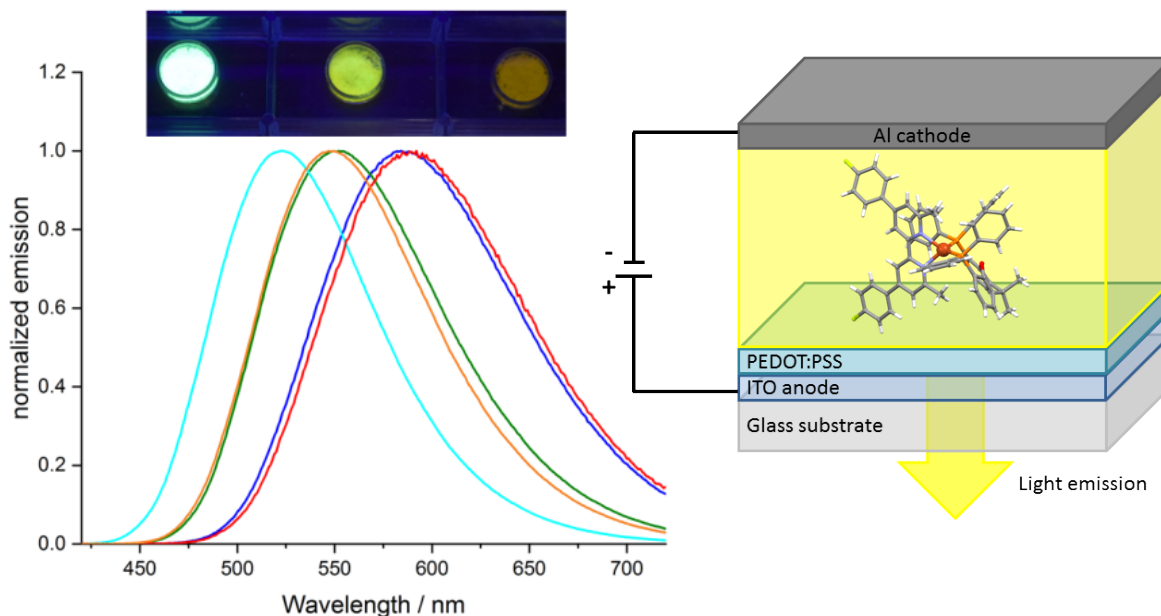 1.2
1.0
0.8
0.6
0.4
0.2
0.0
normalized emission
450
500
550
600
650
700
Wavelength / nm
Al cathode
-
+
PEDOT:PSS
ITO anode
Glass substrate
Light emission